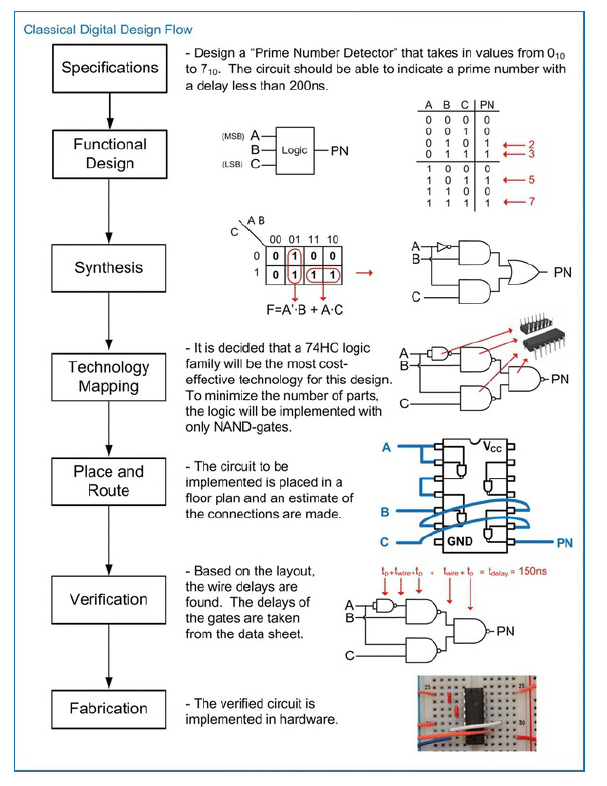 Classical Digital Design Flow
Specifications
- Design a "Prime Number Detector" that takes in values from 0₁₀
to 7₁₀. The circuit should be able to indicate a prime number with
a delay less than 200ns.
Functional
Design
(MSB) A
B
(LSB) C
Logic
PN
A B C PN
0 0 0 0
0 0 1 0
0 1 0 1 2
0 1 1 1 3
1 0 0 0
1 0 1 1 5
1 1 0 0
1 1 1 1 7
Synthesis
A B
C
00 01 11 10
0 0 1 0 0
1 0 1 1 1
F=A'·B + A·C
A
B
C
PN
Technology
Mapping
- It is decided that a 74HC logic
family will be the most cost-
effective technology for this design.
To minimize the number of parts,
the logic will be implemented with
only NAND-gates.
A
B
C
PN
Place and
Route
- The circuit to be
implemented is placed in a
floor plan and an estimate of
the connections are made.
A
B
C
Vcc
GND
PN
Verification
- Based on the layout,
the wire delays are
found. The delays of
the gates are taken
from the data sheet.
tp+twire+tp + twire + tp = tdelay = 150ns
A
B
C
PN
Fabrication
- The verified circuit is
implemented in hardware.
25
25
30
30